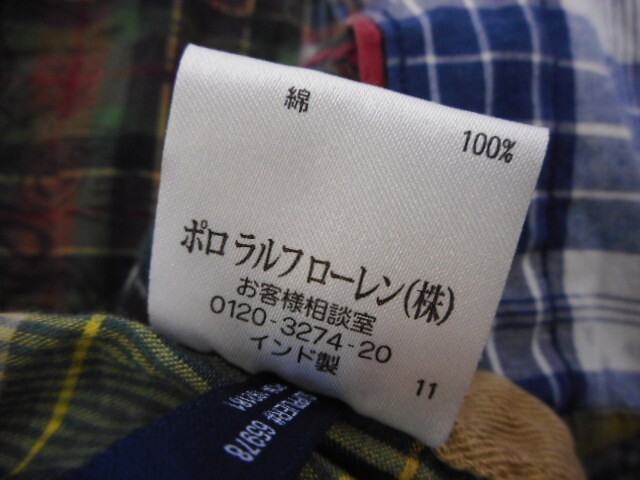 綿 100%
ポロ ラルフ ローレン(株)
お客様相談室
0120-3274-20
インド製
11
65978